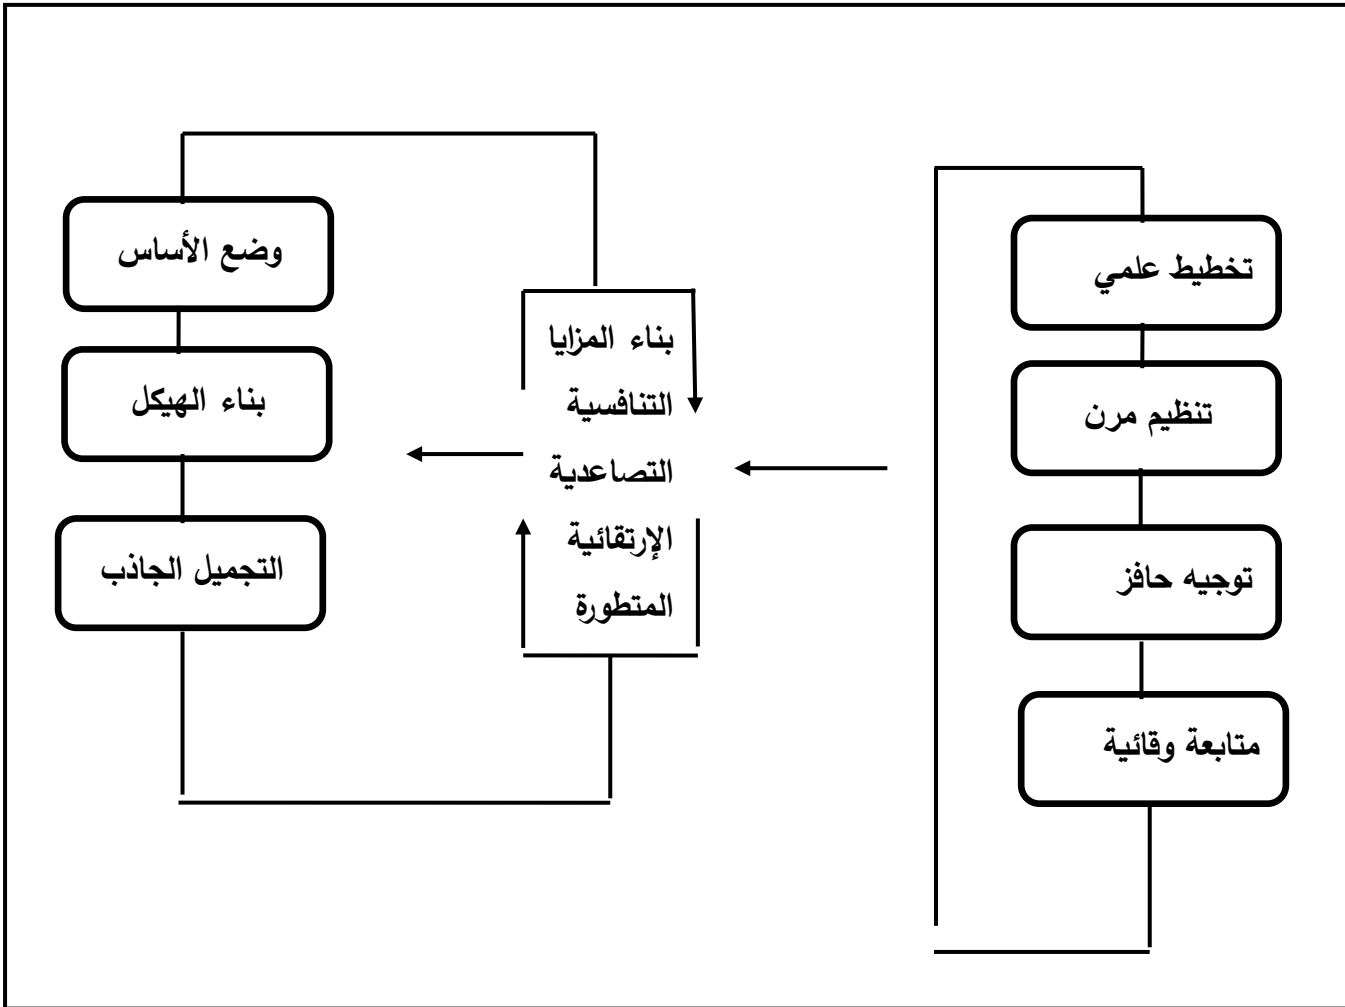 تخطيط علمي
تنظيم مرن
توجيه حافز
متابعة وقائية
بناء المزايا
التنافسية
التصاعدية
الإرتقائية
المتطورة
وضع الأساس
بناء الهيكل
التجميل الجاذب